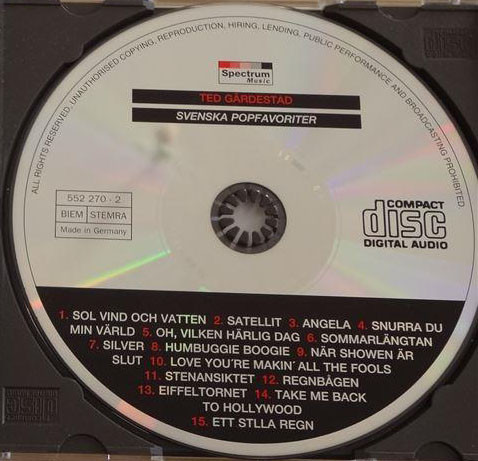 ALL RIGHTS RESERVED, UNAUTHORISED COPYING, REPRODUCTION, HIRING, LENDING, PUBLIC PERFORMANCE AND BROADCASTING PROHIBITED
Spectrum
Music
TED GÄRDESTAD
SVENSKA POPFAVORITER
552 270 - 2
BIEM STEMRA
Made in Germany
COMPACT
disc
DIGITAL AUDIO
1. SOL VIND OCH VATTEN 2. SATELLIT 3. ANGELA 4. SNURRA DU
MIN VÄRLD 5. OH, VILKEN HÄRLIG DAG 6. SOMMARLÄNGTAN
7. SILVER 8. HUMBUGGIE BOOGIE 9. NÄR SHOWEN ÄR
SLUT 10. LOVE YOU'RE MAKIN' ALL THE FOOLS
11. STENANSIKTET 12. REGNBÅGEN
13. EIFFELTORNET 14. TAKE ME BACK
TO HOLLYWOOD
15. ETT STLLA REGN